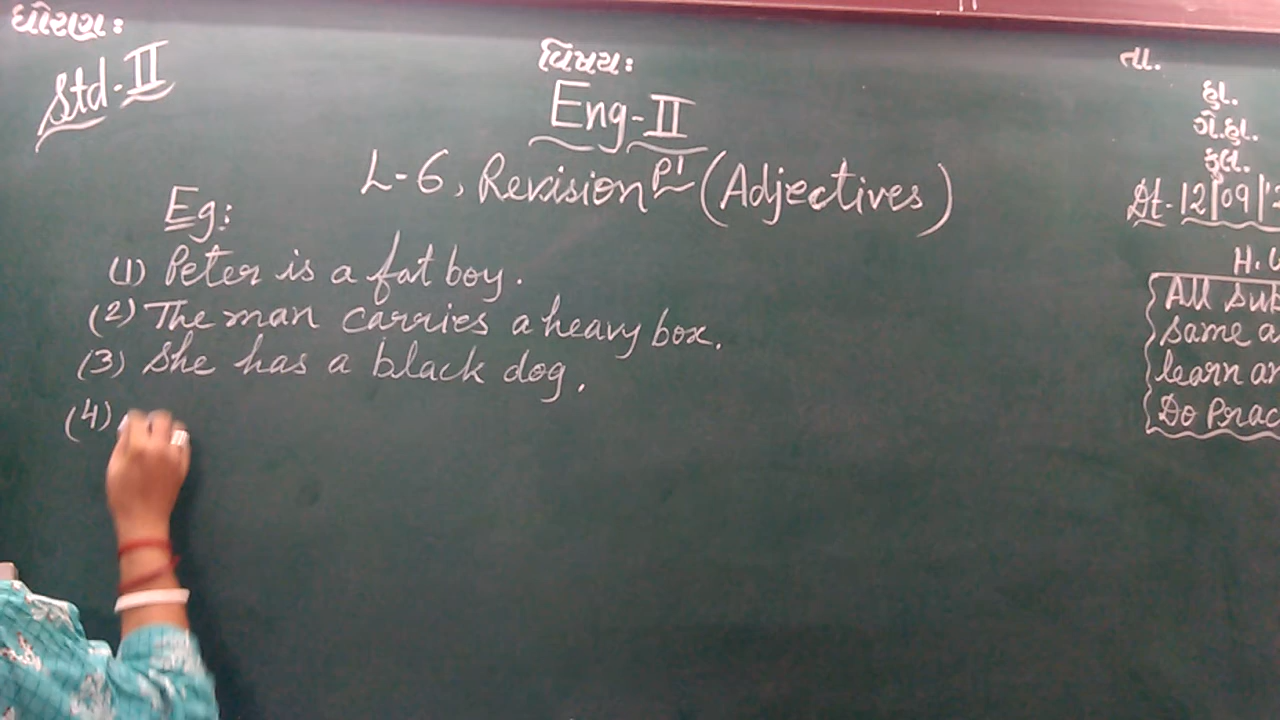 ધોરણ:
Std-II
વિષય:
Eng-II
L-6, Revision P1 (Adjectives)
Eg:
(1) Peter is a fat boy.
(2) The man carries a heavy box.
(3) She has a black dog.
(4)
તા.
હા.
ગે.હા.
કુલ.
Dt-12/09/
H.
All
same
learn
Do